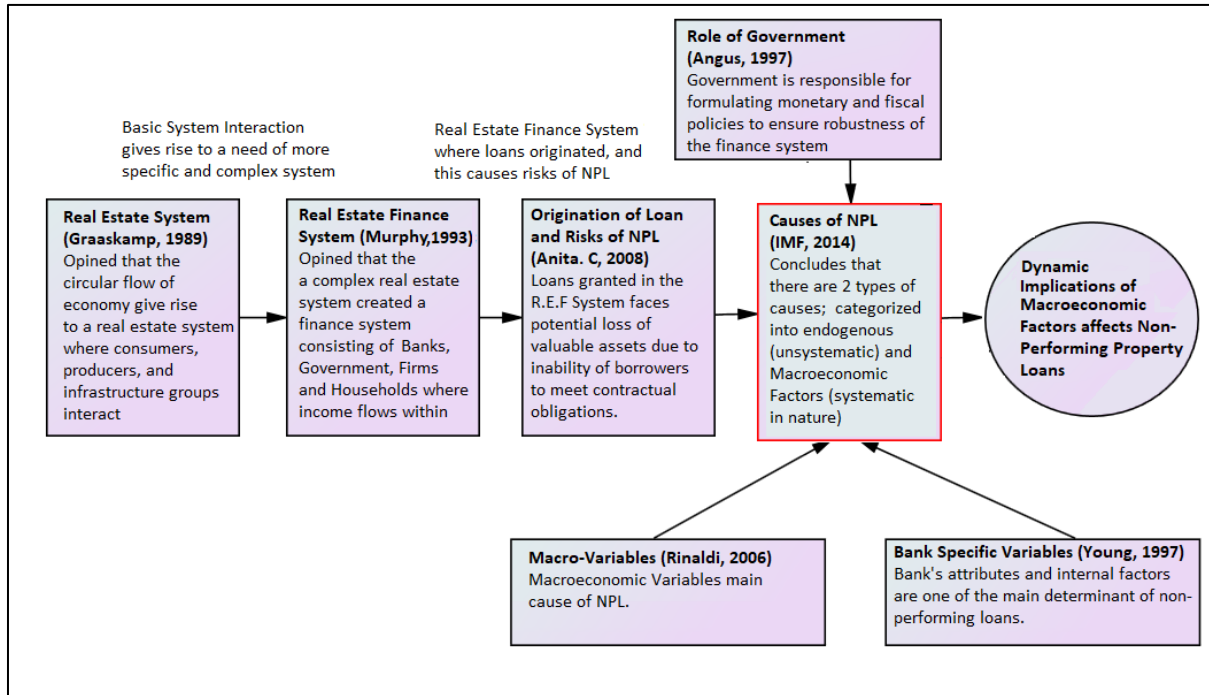 Role of Government
(Angus, 1997)
Government is responsible for
formulating monetary and fiscal
policies to ensure robustness of
the finance system
Basic System Interaction
gives rise to a need of more
specific and complex system
Real Estate Finance System
where loans originated, and
this causes risks of NPL
Real Estate System
(Graaskamp, 1989)
Opined that the
circular flow of
economy give rise
to a real estate system
where consumers,
producers, and
infrastructure groups
interact
Real Estate Finance
System (Murphy,1993)
Opined that the
a complex real estate
system created a
finance system
consisting of Banks,
Government, Firms
and Households where
income flows within
Origination of Loan
and Risks of NPL
(Anita. C, 2008)
Loans granted in the
R.E.F System faces
potential loss of
valuable assets due to
inability of borrowers
to meet contractual
obligations.
Causes of NPL
(IMF, 2014)
Concludes that
there are 2 types of
causes; categorized
into endogenous
(unsystematic) and
Macroeconomic
Factors (systematic
in nature)
Dynamic
Implications of
Macroeconomic
Factors affects Non-
Performing Property
Loans
Macro-Variables (Rinaldi, 2006)
Macroeconomic Variables main
cause of NPL.
Bank Specific Variables (Young, 1997)
Bank's attributes and internal factors
are one of the main determinant of non-
performing loans.